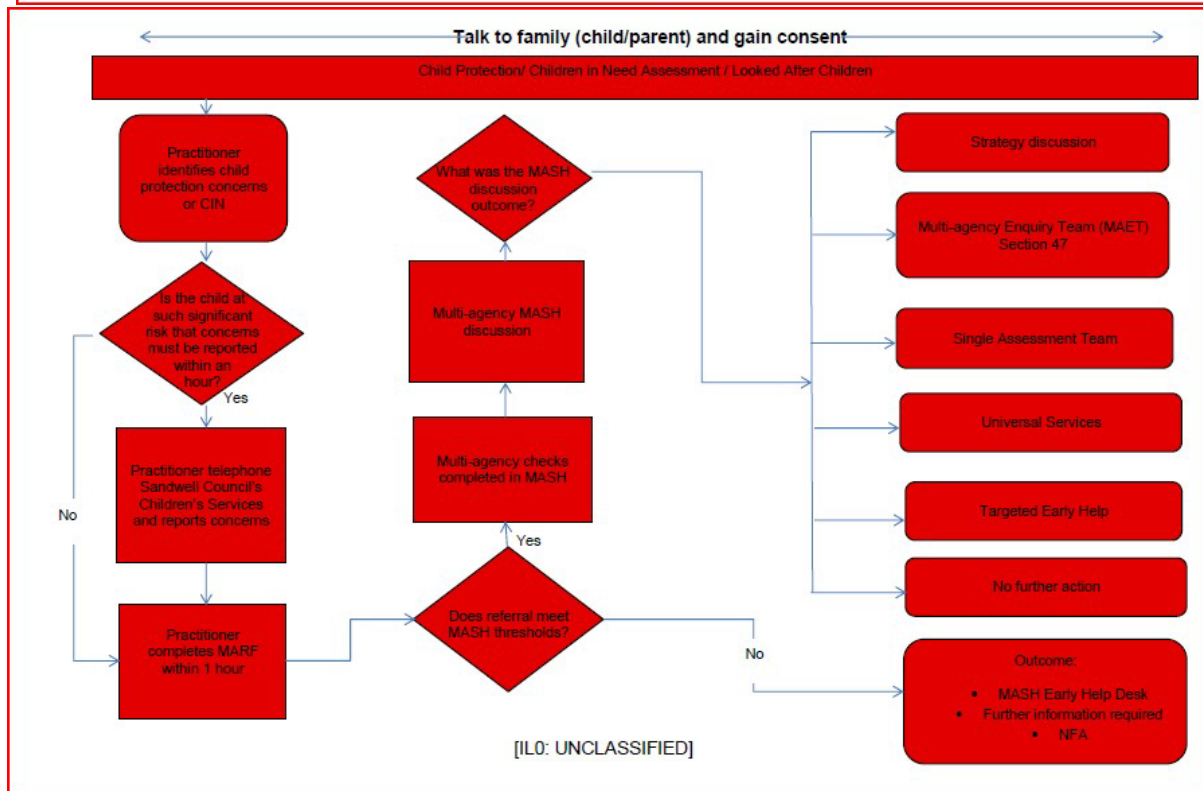 Talk to family (child/parent) and gain consent
Child Protection/ Children in Need Assessment / Looked After Children
Practitioner
identifies child
protection concerns
or CIN
Is the child at
such significant
risk that concerns
must be reported
within an
hour?
Yes
No
Practitioner telephone
Sandwell Council's
Children's Services
and reports concerns
Practitioner
completes MARF
within 1 hour
What was the MASH
discussion
outcome?
Multi-agency MASH
discussion
Multi-agency checks
completed in MASH
Yes
Does referral meet
MASH thresholds?
No
Strategy discussion
Multi-agency Enquiry Team (MAET)
Section 47
Single Assessment Team
Universal Services
Targeted Early Help
No further action
Outcome:
• MASH Early Help Desk
• Further information required
• NFA
[IL0: UNCLASSIFIED]